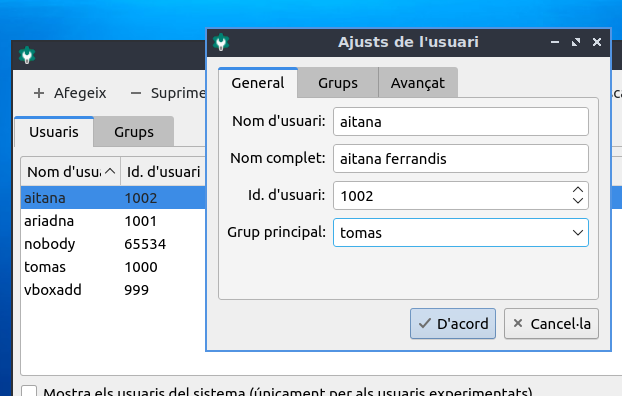 Ajusts de l'usuari
Afegeix
Suprime
General Grups Avançat
Usuaris Grups
Nom d'usuari: aitana
Nom complet: aitana ferrandis
Id. d'usuari: 1002
Grup principal: tomas
Nom d'usu Id. d'usuari
aitana 1002
ariadna 1001
nobody 65534
tomas 1000
vboxadd 999
D'acord Cancel·la
Mostra els usuaris del sistema (únicament per als usuaris experimentats)